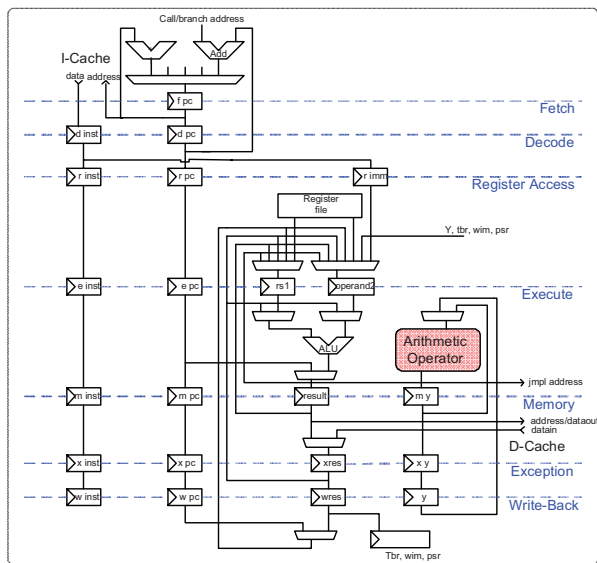 Call/branch address
I-Cache
data address
Add
f pc
Fetch
d inst
d pc
Decode
r inst
r pc
r imm
Register Access
Register
file
Y, tbr, wim, psr
e inst
e pc
rs1
operand2
Execute
ALU
Arithmetic
Operator
jmpl address
m inst
m pc
result
m y
Memory
address/dataout
datain
D-Cache
x inst
x pc
xres
x y
Exception
w inst
w pc
wres
y
Write-Back
Tbr, wim, psr